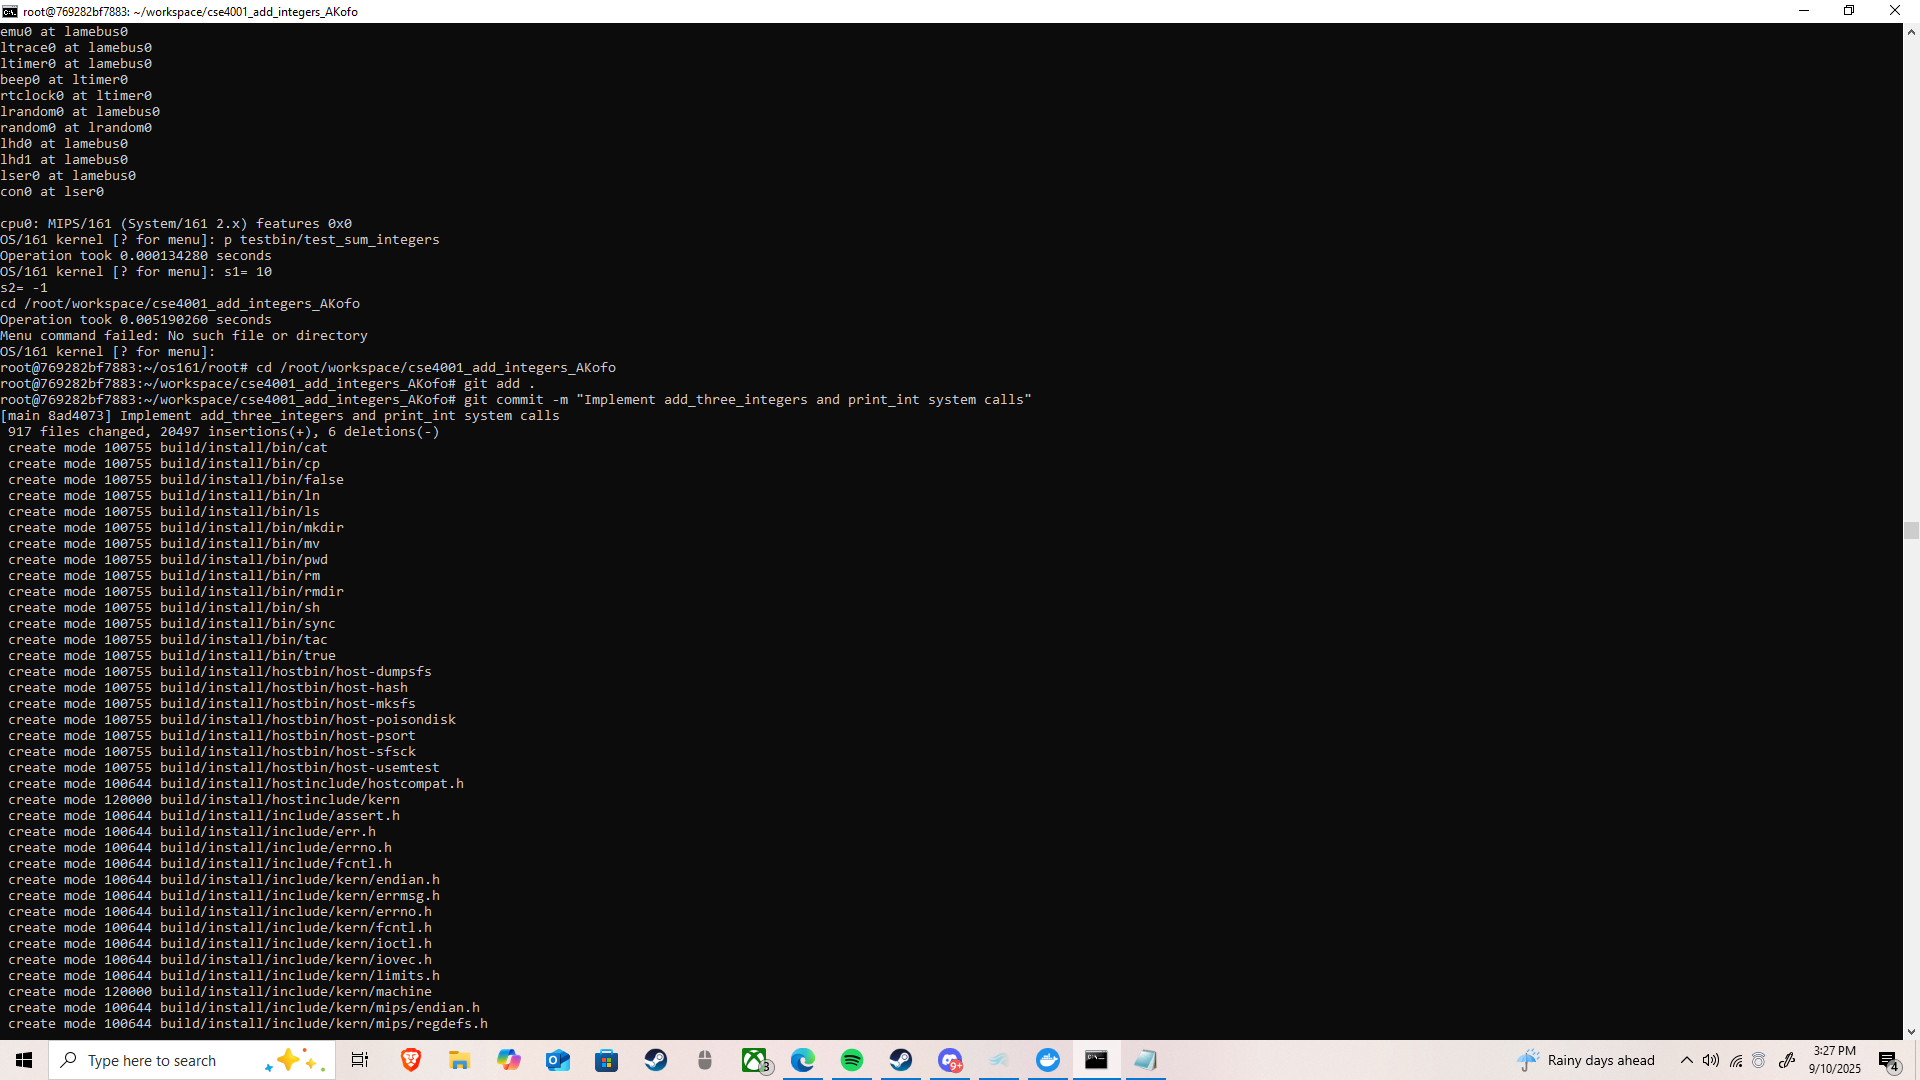 root@769282bf7883: ~/workspace/cse4001_add_integers_AKofo
emu0 at lamebus0
ltrace0 at lamebus0
ltimer0 at lamebus0
beep0 at ltimer0
rtclock0 at ltimer0
lrandom0 at lamebus0
random0 at lrandom0
lhd0 at lamebus0
lhd1 at lamebus0
lser0 at lamebus0
con0 at lser0
cpu0: MIPS/161 (System/161 2.x) features 0x0
OS/161 kernel [? for menu]: p testbin/test_sum_integers
Operation took 0.000134280 seconds
OS/161 kernel [? for menu]: s1= 10
s2= -1
cd /root/workspace/cse4001_add_integers_AKofo
Operation took 0.005190260 seconds
Menu command failed: No such file or directory
OS/161 kernel [? for menu]:
root@769282bf7883:~/os161/root# cd /root/workspace/cse4001_add_integers_AKofo
root@769282bf7883:~/workspace/cse4001_add_integers_AKofo# git add .
root@769282bf7883:~/workspace/cse4001_add_integers_AKofo# git commit -m "Implement add_three_integers and print_int system calls"
[main 8ad4073] Implement add_three_integers and print_int system calls
 917 files changed, 20497 insertions(+), 6 deletions(-)
 create mode 100755 build/install/bin/cat
 create mode 100755 build/install/bin/cp
 create mode 100755 build/install/bin/false
 create mode 100755 build/install/bin/ln
 create mode 100755 build/install/bin/ls
 create mode 100755 build/install/bin/mkdir
 create mode 100755 build/install/bin/mv
 create mode 100755 build/install/bin/pwd
 create mode 100755 build/install/bin/rm
 create mode 100755 build/install/bin/rmdir
 create mode 100755 build/install/bin/sh
 create mode 100755 build/install/bin/sync
 create mode 100755 build/install/bin/tac
 create mode 100755 build/install/bin/true
 create mode 100755 build/install/hostbin/host-dumpsfs
 create mode 100755 build/install/hostbin/host-hash
 create mode 100755 build/install/hostbin/host-mksfs
 create mode 100755 build/install/hostbin/host-poisondisk
 create mode 100755 build/install/hostbin/host-psort
 create mode 100755 build/install/hostbin/host-sfsck
 create mode 100755 build/install/hostbin/host-usemtest
 create mode 100644 build/install/hostinclude/hostcompat.h
 create mode 120000 build/install/hostinclude/kern
 create mode 100644 build/install/include/assert.h
 create mode 100644 build/install/include/err.h
 create mode 100644 build/install/include/errno.h
 create mode 100644 build/install/include/fcntl.h
 create mode 100644 build/install/include/kern/endian.h
 create mode 100644 build/install/include/kern/errmsg.h
 create mode 100644 build/install/include/kern/errno.h
 create mode 100644 build/install/include/kern/fcntl.h
 create mode 100644 build/install/include/kern/ioctl.h
 create mode 100644 build/install/include/kern/iovec.h
 create mode 100644 build/install/include/kern/limits.h
 create mode 120000 build/install/include/kern/machine
 create mode 100644 build/install/include/kern/mips/endian.h
 create mode 100644 build/install/include/kern/mips/regdefs.h
Type here to search
3
9+
Rainy days ahead
3:27 PM
9/10/2025
4